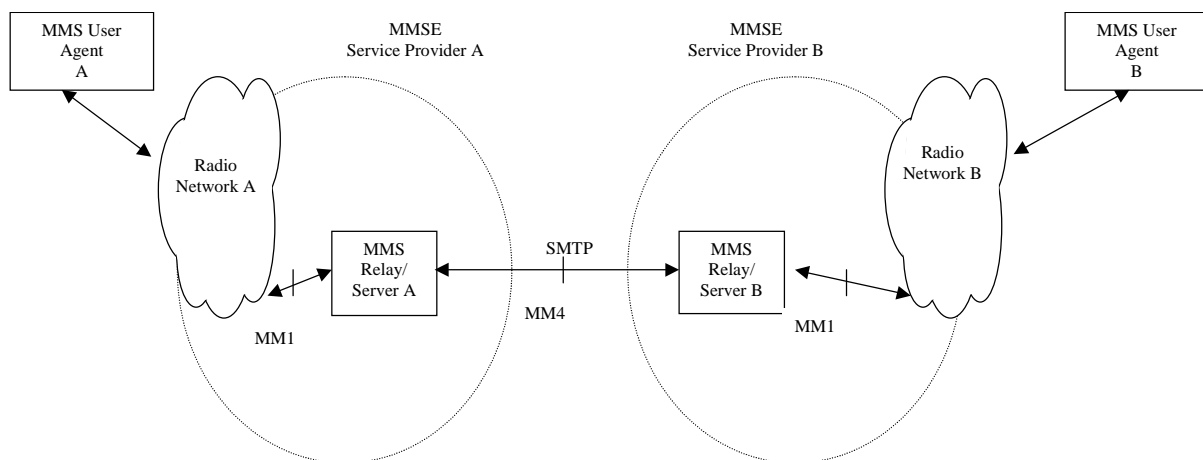 MMS User
Agent
A
MMSE
Service Provider A
MMSE
Service Provider B
MMS User
Agent
B
Radio
Network A
Radio
Network B
MMS
Relay/
Server A
SMTP
MMS
Relay/
Server B
MM1
MM4
MM1